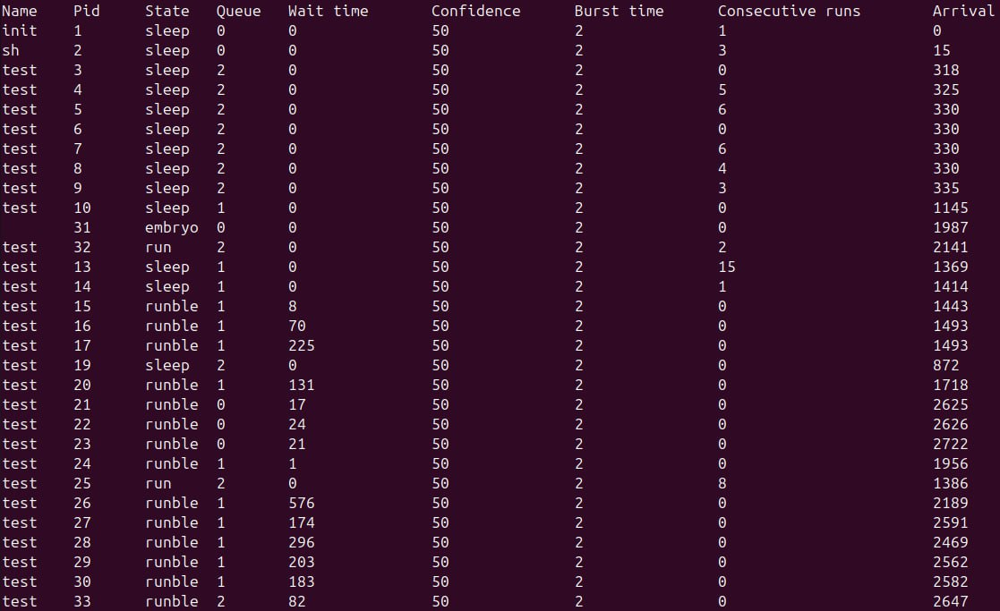 Name Pid State Queue Wait time Confidence Burst time Consecutive runs Arrival
init 1 sleep 0 0 50 2 1 0
sh 2 sleep 0 0 50 2 3 15
test 3 sleep 2 0 50 2 0 318
test 4 sleep 2 0 50 2 5 325
test 5 sleep 2 0 50 2 6 330
test 6 sleep 2 0 50 2 0 330
test 7 sleep 2 0 50 2 6 330
test 8 sleep 2 0 50 2 4 330
test 9 sleep 2 0 50 2 3 335
test 10 sleep 1 0 50 2 0 1145
31 embryo 0 0 50 2 0 1987
test 32 run 2 0 50 2 2 2141
test 13 sleep 1 0 50 2 15 1369
test 14 sleep 1 0 50 2 1 1414
test 15 runble 1 8 50 2 0 1443
test 16 runble 1 70 50 2 0 1493
test 17 runble 1 225 50 2 0 1493
test 19 sleep 2 0 50 2 0 872
test 20 runble 1 131 50 2 0 1718
test 21 runble 0 17 50 2 0 2625
test 22 runble 0 24 50 2 0 2626
test 23 runble 0 21 50 2 0 2722
test 24 runble 1 1 50 2 0 1956
test 25 run 2 0 50 2 8 1386
test 26 runble 1 576 50 2 0 2189
test 27 runble 1 174 50 2 0 2591
test 28 runble 1 296 50 2 0 2469
test 29 runble 1 203 50 2 0 2562
test 30 runble 1 183 50 2 0 2582
test 33 runble 2 82 50 2 0 2647